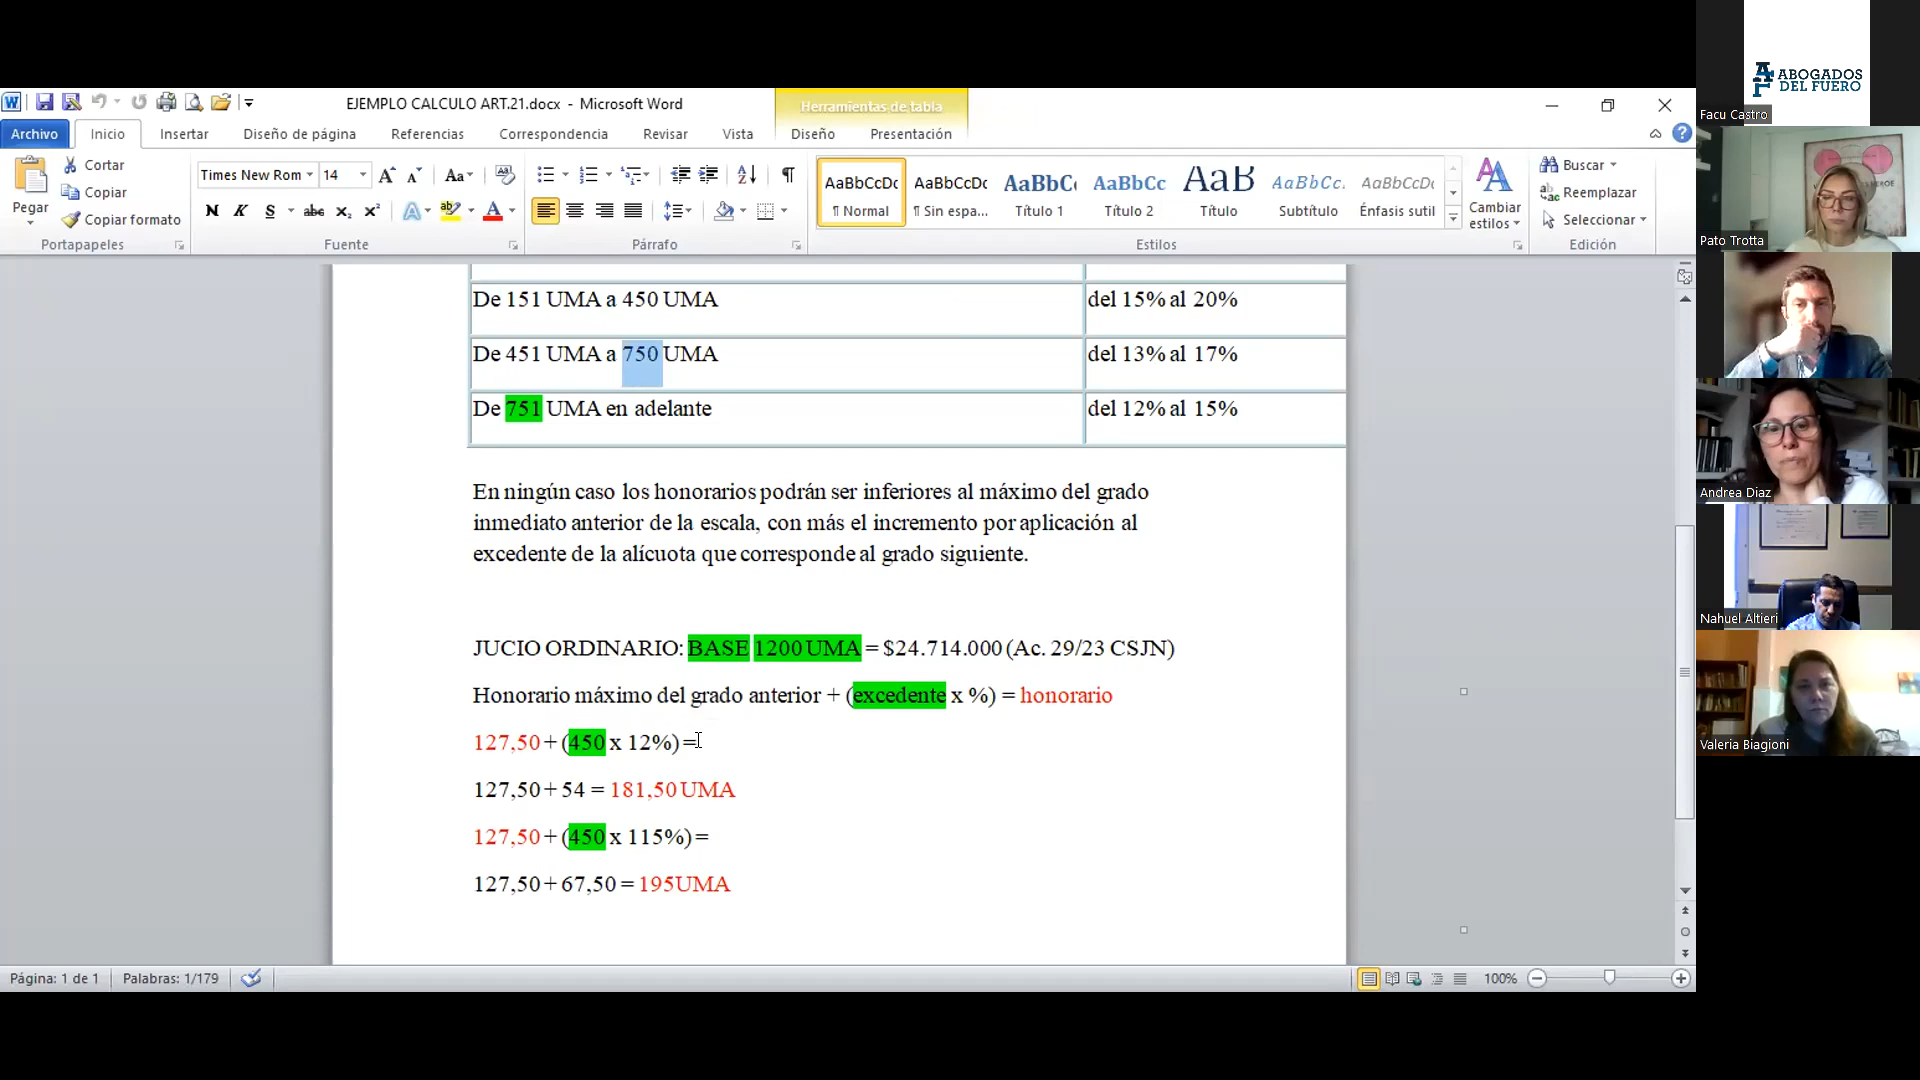 EJEMPLO CALCULO ART.21.docx - Microsoft Word
Herramientas de tabla
Archivo Inicio Insertar Diseño de página Referencias Correspondencia Revisar Vista Diseño Presentación
Pegar
Cortar
Copiar
Copiar formato
Portapapeles
Times New Rom 14
Fuente
Párrafo
AaBbCcDc AaBbCcDc AaBbC AaBbCc AaB AaBbCc. AaBbCcDc
¶ Normal ¶ Sin espa... Título 1 Título 2 Título Subtítulo Énfasis sutil
Estilos
Cambiar estilos
Buscar
Reemplazar
Seleccionar
Edición
De 151 UMA a 450 UMA del 15% al 20%
De 451 UMA a 750 UMA del 13% al 17%
De 751 UMA en adelante del 12% al 15%
En ningún caso los honorarios podrán ser inferiores al máximo del grado
inmediato anterior de la escala, con más el incremento por aplicación al
excedente de la alícuota que corresponde al grado siguiente.
JUCIO ORDINARIO: BASE 1200 UMA = $24.714.000 (Ac. 29/23 CSJN)
Honorario máximo del grado anterior + (excedente x %) = honorario
127,50 + (450 x 12%) =
127,50 + 54 = 181,50 UMA
127,50 + (450 x 115%) =
127,50 + 67,50 = 195UMA
Página: 1 de 1 Palabras: 1/179 100%
ABOGADOS
DEL FUERO
Facu Castro
Pato Trotta
Andrea Diaz
Nahuel Altieri
Valeria Biagioni